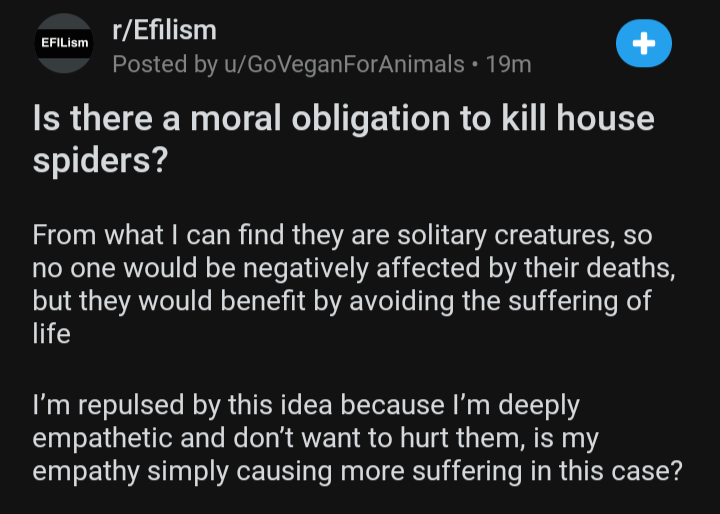 EFILism
r/Efilism
Posted by u/GoVeganForAnimals • 19m
Is there a moral obligation to kill house
spiders?
From what I can find they are solitary creatures, so
no one would be negatively affected by their deaths,
but they would benefit by avoiding the suffering of
life
I'm repulsed by this idea because I'm deeply
empathetic and don't want to hurt them, is my
empathy simply causing more suffering in this case?